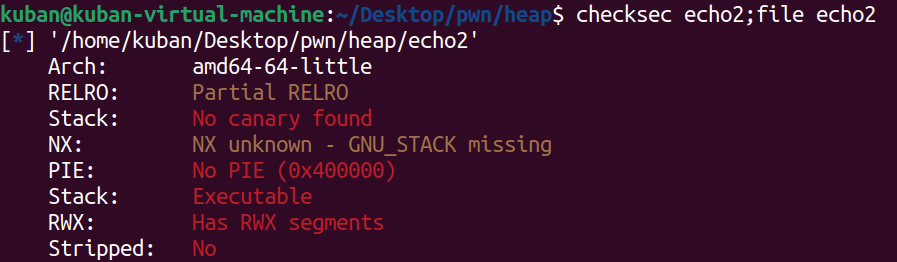 kuban@kuban-virtual-machine:~/Desktop/pwn/heap$ checksec echo2;file echo2
[*] '/home/kuban/Desktop/pwn/heap/echo2'
    Arch:       amd64-64-little
    RELRO:      Partial RELRO
    Stack:      No canary found
    NX:         NX unknown - GNU_STACK missing
    PIE:        No PIE (0x400000)
    Stack:      Executable
    RWX:        Has RWX segments
    Stripped:   No